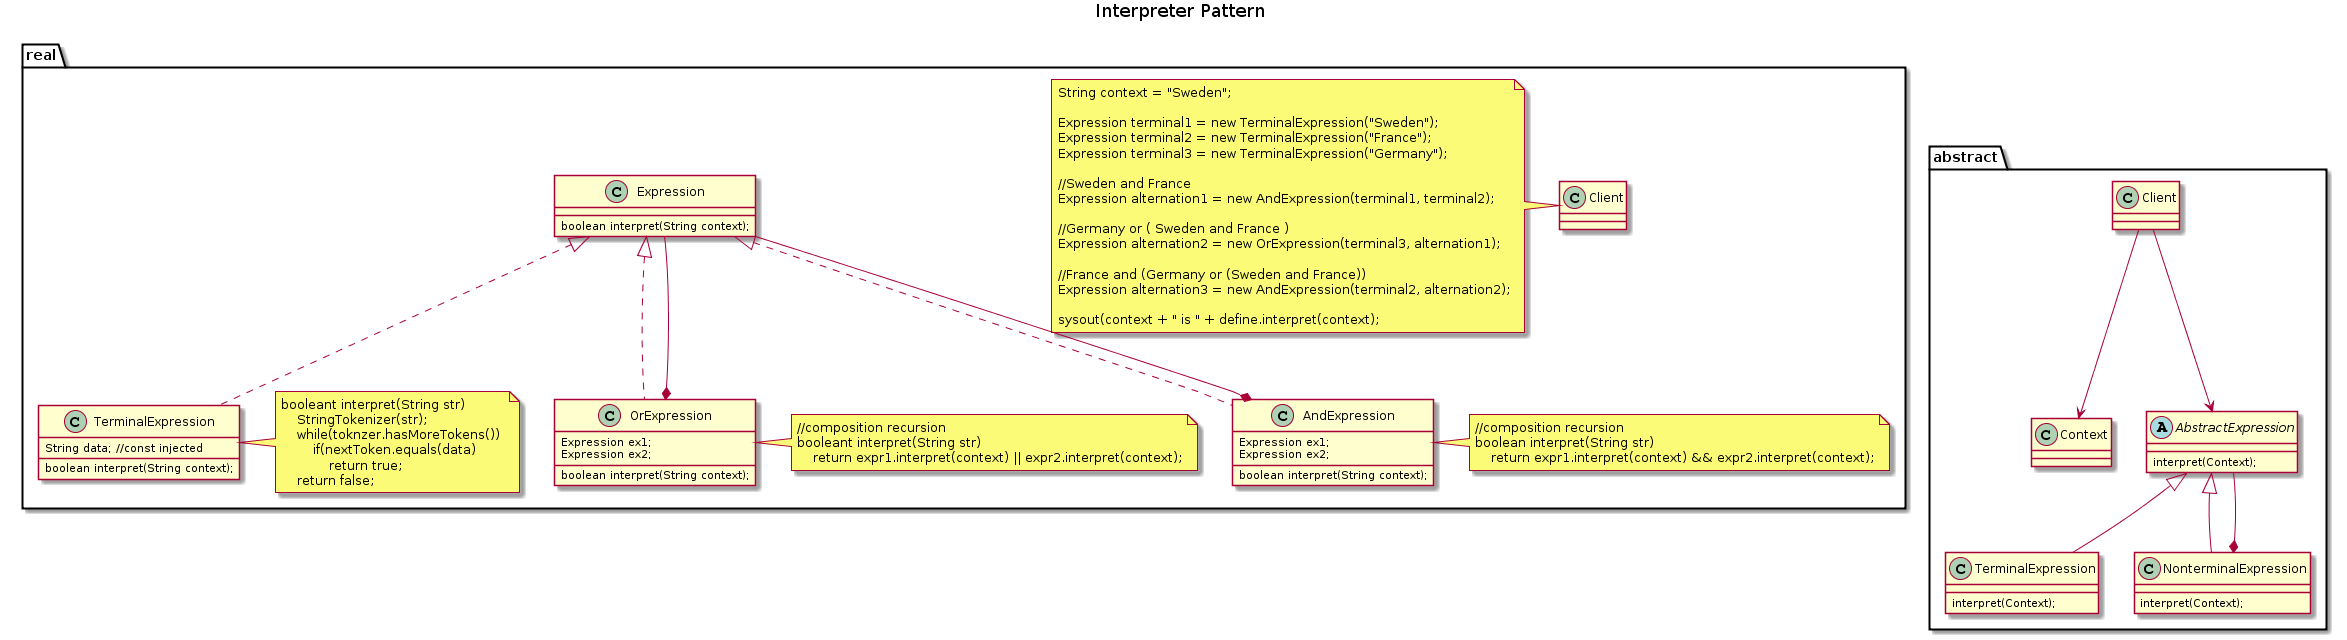 Interpreter Pattern
real
String context = "Sweden";
Expression terminal1 = new TerminalExpression("Sweden");
Expression terminal2 = new TerminalExpression("France");
Expression terminal3 = new TerminalExpression("Germany");
//Sweden and France
Expression alternation1 = new AndExpression(terminal1, terminal2);
//Germany or ( Sweden and France )
Expression alternation2 = new OrExpression(terminal3, alternation1);
//France and (Germany or (Sweden and France))
Expression alternation3 = new AndExpression(terminal2, alternation2);
sysout(context + " is " + define.interpret(context);
C Client
C Expression
boolean interpret(String context);
C TerminalExpression
String data; //const injected
boolean interpret(String context);
booleant interpret(String str)
StringTokenizer(str);
while(toknzer.hasMoreTokens())
if(nextToken.equals(data)
return true;
return false;
C OrExpression
Expression ex1;
Expression ex2;
boolean interpret(String context);
//composition recursion
booleant interpret(String str)
return expr1.interpret(context) || expr2.interpret(context);
C AndExpression
Expression ex1;
Expression ex2;
boolean interpret(String context);
//composition recursion
boolean interpret(String str)
return expr1.interpret(context) && expr2.interpret(context);
abstract
C Client
C Context
A AbstractExpression
interpret(Context);
C TerminalExpression
interpret(Context);
C NonterminalExpression
interpret(Context);